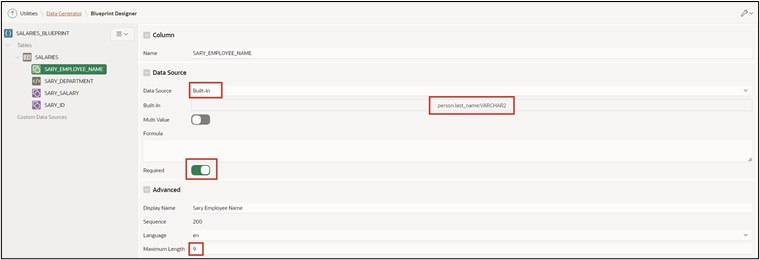 Utilities \ Data Generator \ Blueprint Designer
SALARIES_BLUEPRINT
Tables
SALARIES
SARY_EMPLOYEE_NAME
SARY_DEPARTMENT
SARY_SALARY
SARY_ID
Custom Data Sources
Column
Name SARY_EMPLOYEE_NAME
Data Source
Data Source Built-In
Built-In person.last_name:VARCHAR2
Multi Value
Formula
Required
Advanced
Display Name Sary Employee Name
Sequence 200
Language en
Maximum Length 9